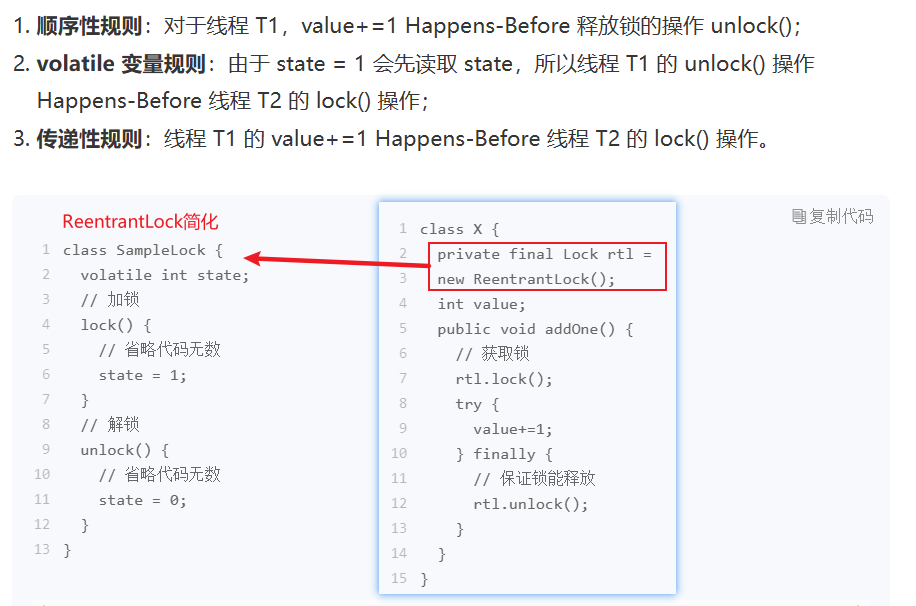 1. 顺序性规则：对于线程 T1，value+=1 Happens-Before 释放锁的操作 unlock()；
2. volatile 变量规则：由于 state = 1 会先读取 state，所以线程 T1 的 unlock() 操作
Happens-Before 线程 T2 的 lock() 操作；
3. 传递性规则：线程 T1 的 value+=1 Happens-Before 线程 T2 的 lock() 操作。
ReentrantLock简化
1 class SampleLock {
2 volatile int state;
3 // 加锁
4 lock() {
5 // 省略代码无数
6 state = 1;
7 }
8 // 解锁
9 unlock() {
10 // 省略代码无数
11 state = 0;
12 }
13 }
复制代码
1 class X {
2 private final Lock rtl =
3 new ReentrantLock();
4 int value;
5 public void addOne() {
6 // 获取锁
7 rtl.lock();
8 try {
9 value+=1;
10 } finally {
11 // 保证锁能释放
12 rtl.unlock();
13 }
14 }
15 }